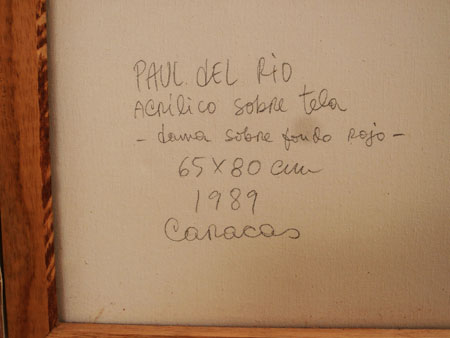 PAUL DEL RIO
Acrílico sobre tela
- dama sobre fondo rojo -
65 x 80 cm
1989
Caracas